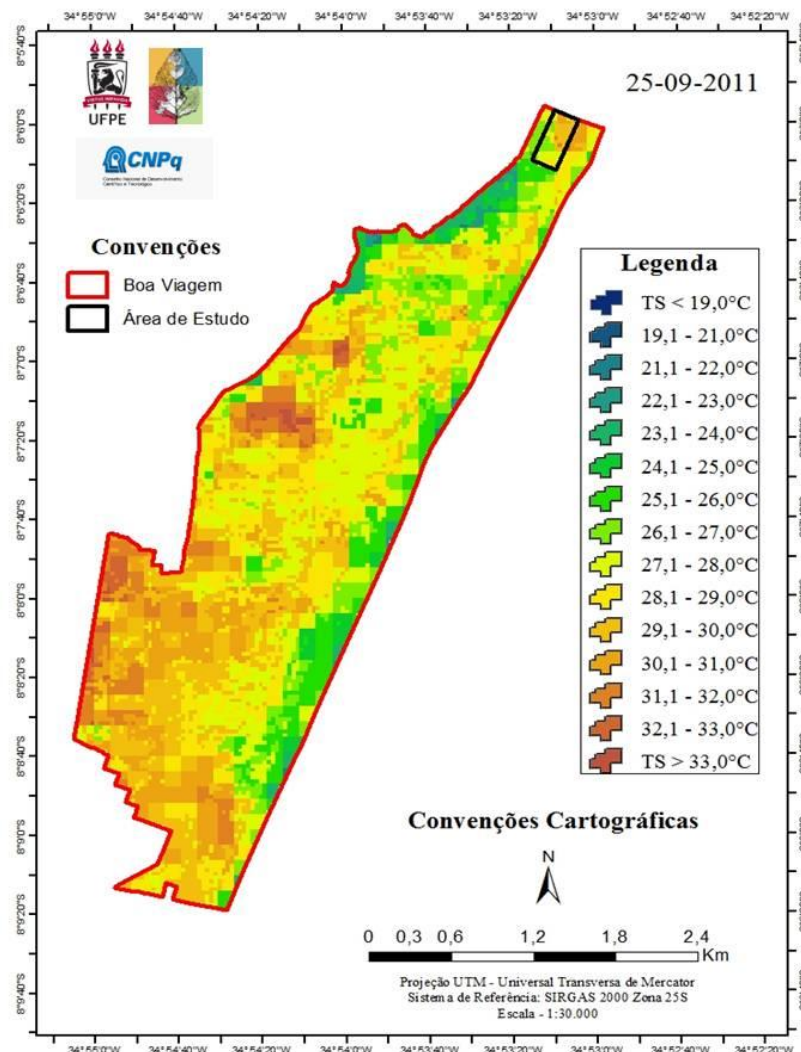 34°55'0"W 34°54'40"W 34°54'20"W 34°54'0"W 34°53'40"W 34°53'20"W 34°53'0"W 34°52'40"W 34°52'20"W
8°5'40"S
8°6'0"S
8°6'20"S
8°6'40"S
8°7'0"S
8°7'20"S
8°7'40"S
8°8'0"S
8°8'20"S
8°8'40"S
8°9'0"S
8°9'20"S
8°9'40"S
UFPE
CNPq
Conselho Nacional de Desenvolvimento
Científico e Tecnológico
25-09-2011
Convenções
Boa Viagem
Área de Estudo
Legenda
TS < 19,0°C
19,1 - 21,0°C
21,1 - 22,0°C
22,1 - 23,0°C
23,1 - 24,0°C
24,1 - 25,0°C
25,1 - 26,0°C
26,1 - 27,0°C
27,1 - 28,0°C
28,1 - 29,0°C
29,1 - 30,0°C
30,1 - 31,0°C
31,1 - 32,0°C
32,1 - 33,0°C
TS > 33,0°C
Convenções Cartográficas
N
0 0,3 0,6 1,2 1,8 2,4
Km
Projeção UTM - Universal Transversa de Mercator
Sistema de Referência: SIRGAS 2000 Zona 25S
Escala - 1:30.000
34°55'0"W 34°54'40"W 34°54'20"W 34°54'0"W 34°53'40"W 34°53'20"W 34°53'0"W 34°52'40"W 34°52'20"W